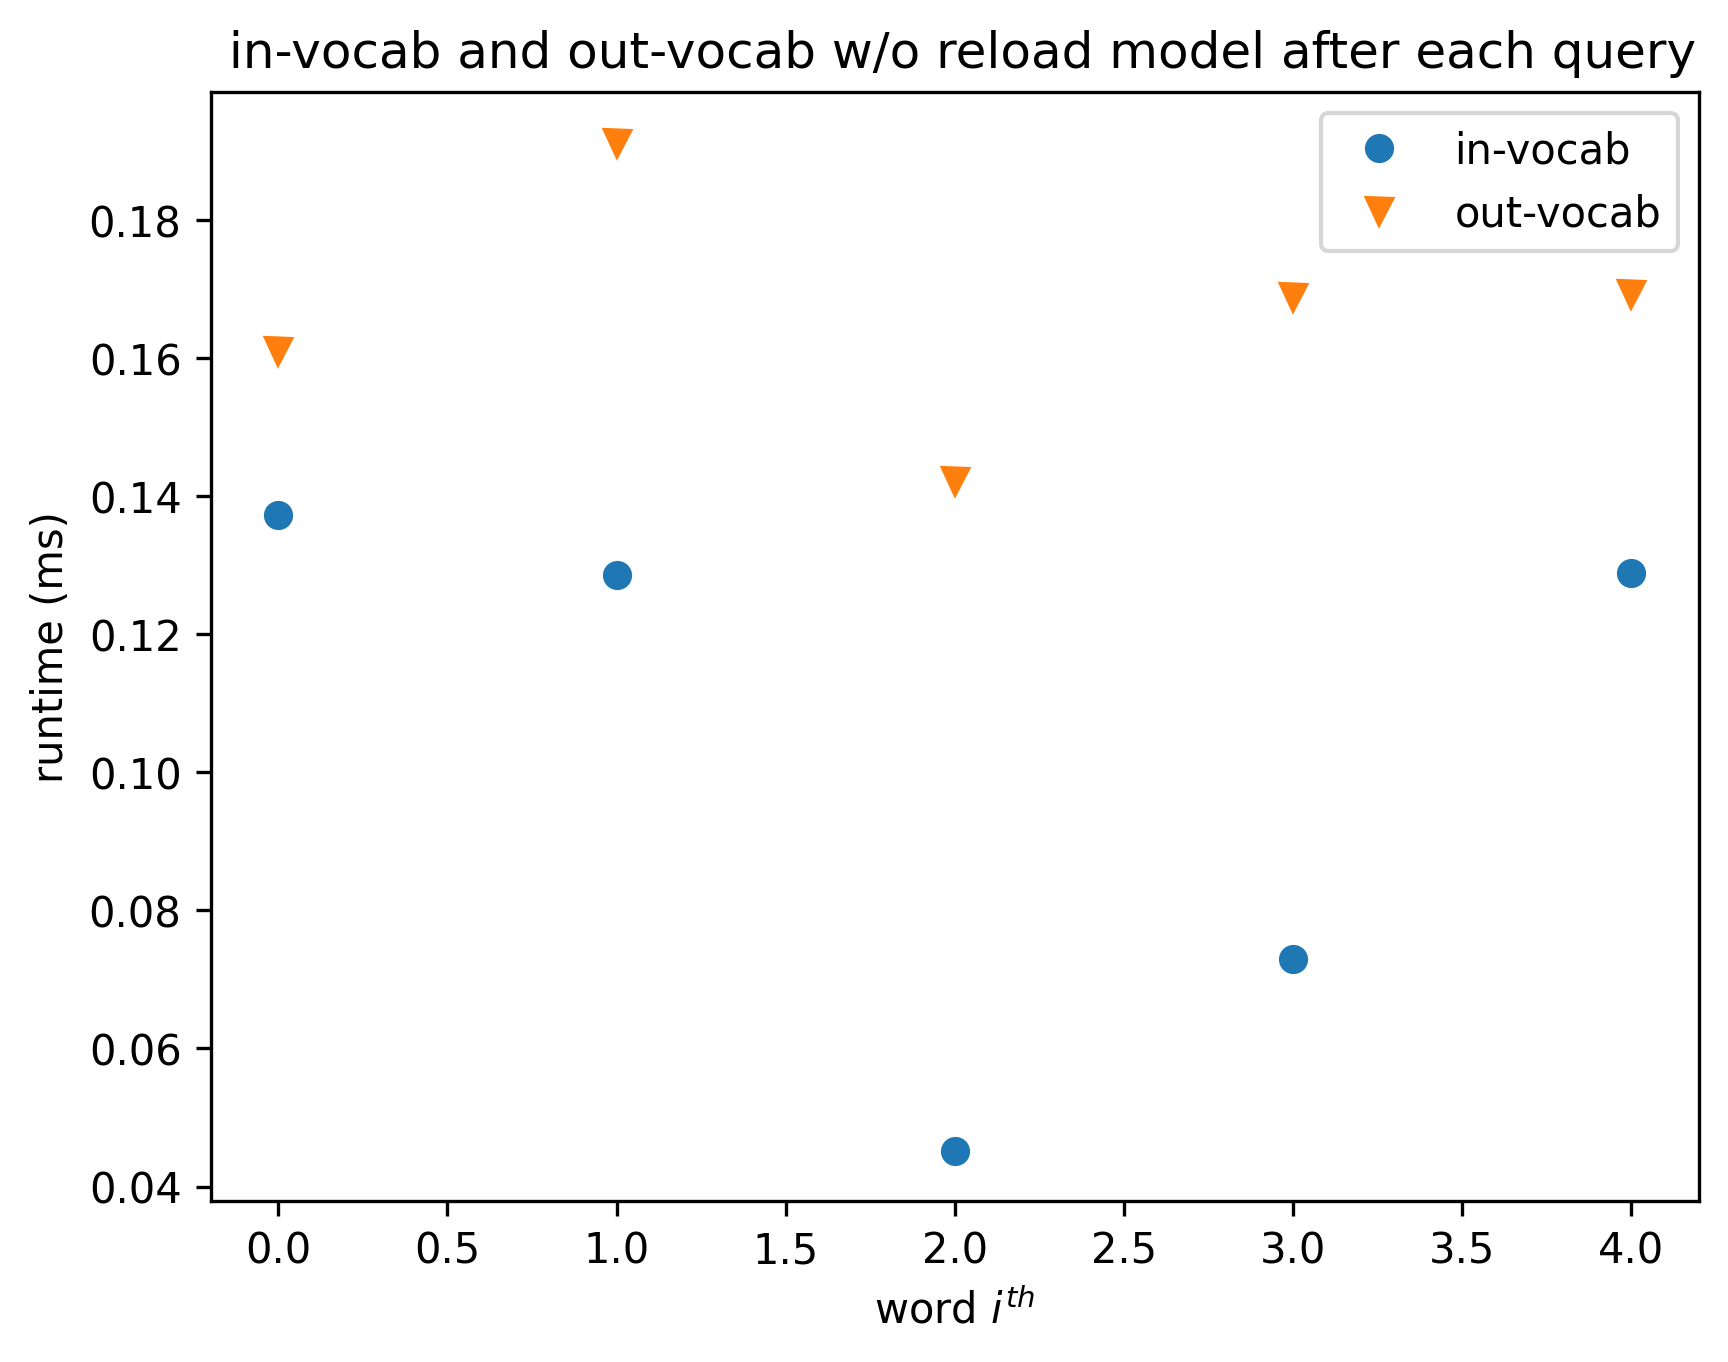 in-vocab and out-vocab w/o reload model after each query
in-vocab
out-vocab
0.18
0.16
0.14
0.12
0.10
0.08
0.06
0.04
runtime (ms)
0.0 0.5 1.0 1.5 2.0 2.5 3.0 3.5 4.0
word i^th